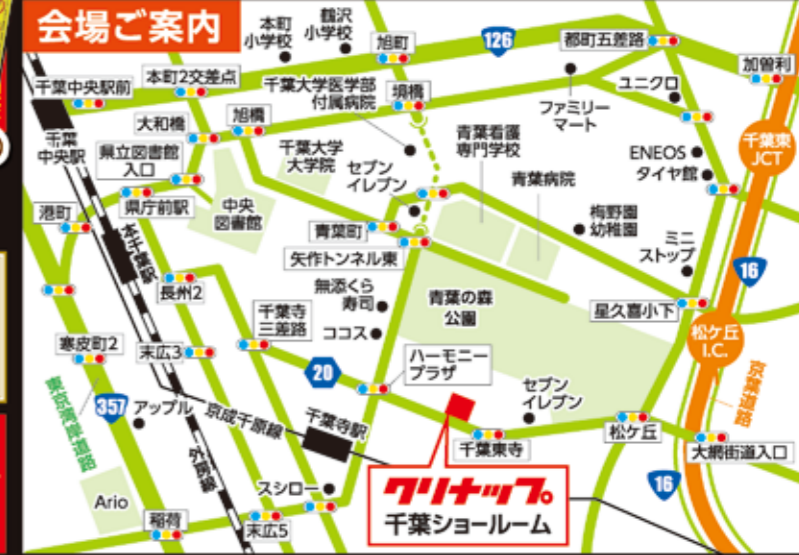 会場ご案内
本町
小学校
鶴沢
小学校
旭町
126
都町五差路
加曽利
千葉中央駅前
本町2交差点
千葉大学医学部
付属病院
境橋
ファミリー
マート
ユニクロ
千葉東
JCT
千葉
中央駅
大和橋
旭橋
県立図書館
入口
千葉大学
大学院
セブン
イレブン
青葉看護
専門学校
青葉病院
ENEOS
タイヤ館
港町
県庁前駅
中央
図書館
青葉町
矢作トンネル東
梅野園
幼稚園
ミニ
ストップ
16
本千葉駅
長州2
無添くら
寿司
青葉の森
公園
星久喜小下
松ケ丘
I.C.
寒皮町2
末広3
千葉寺
三差路
ココス
ハーモニー
プラザ
20
セブン
イレブン
京葉道路
東京湾岸道路
357
アップル
京成千原線
千葉寺駅
千葉東寺
松ケ丘
大網街道入口
外房線
Ario
スシロー
クリナップ
千葉ショールーム
16
稲荷
末広5